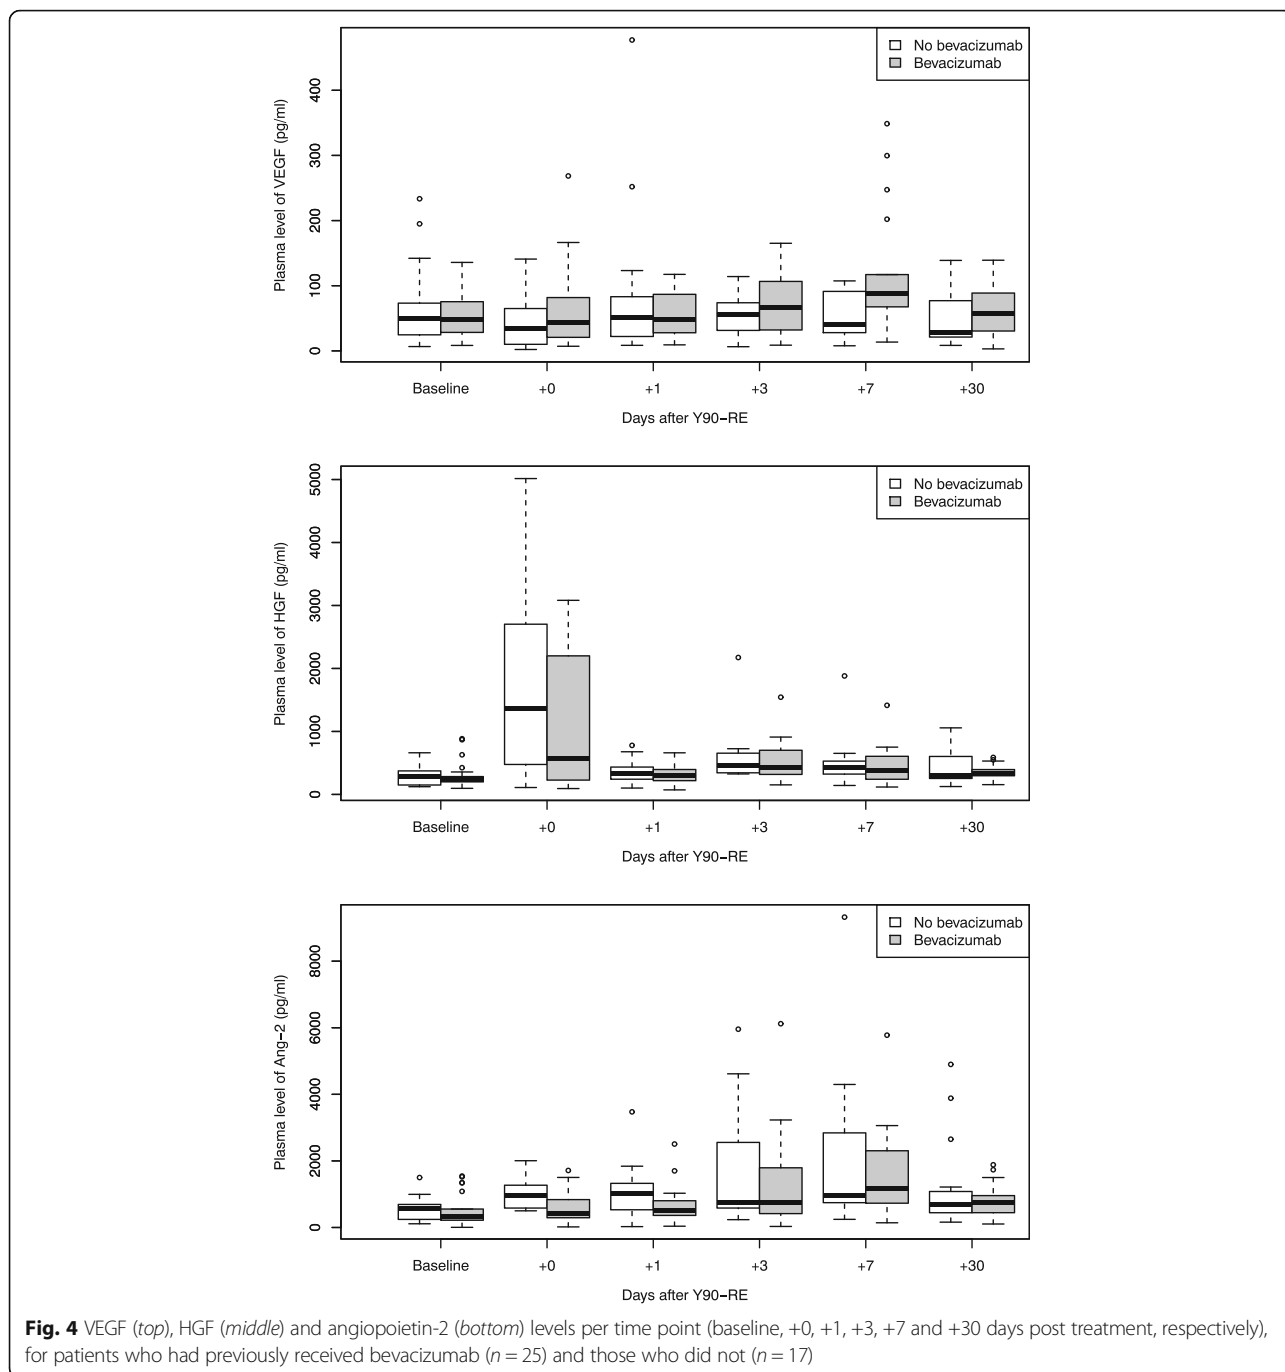 No bevacizumab
Bevacizumab
Plasma level of VEGF (pg/ml)
400
300
200
100
0
Baseline +0 +1 +3 +7 +30
Days after Y90−RE
No bevacizumab
Bevacizumab
Plasma level of HGF (pg/ml)
5000
4000
3000
2000
1000
0
Baseline +0 +1 +3 +7 +30
Days after Y90−RE
No bevacizumab
Bevacizumab
Plasma level of Ang−2 (pg/ml)
8000
6000
4000
2000
0
Baseline +0 +1 +3 +7 +30
Days after Y90−RE
Fig. 4 VEGF (top), HGF (middle) and angiopoietin-2 (bottom) levels per time point (baseline, +0, +1, +3, +7 and +30 days post treatment, respectively),
for patients who had previously received bevacizumab (n = 25) and those who did not (n = 17)